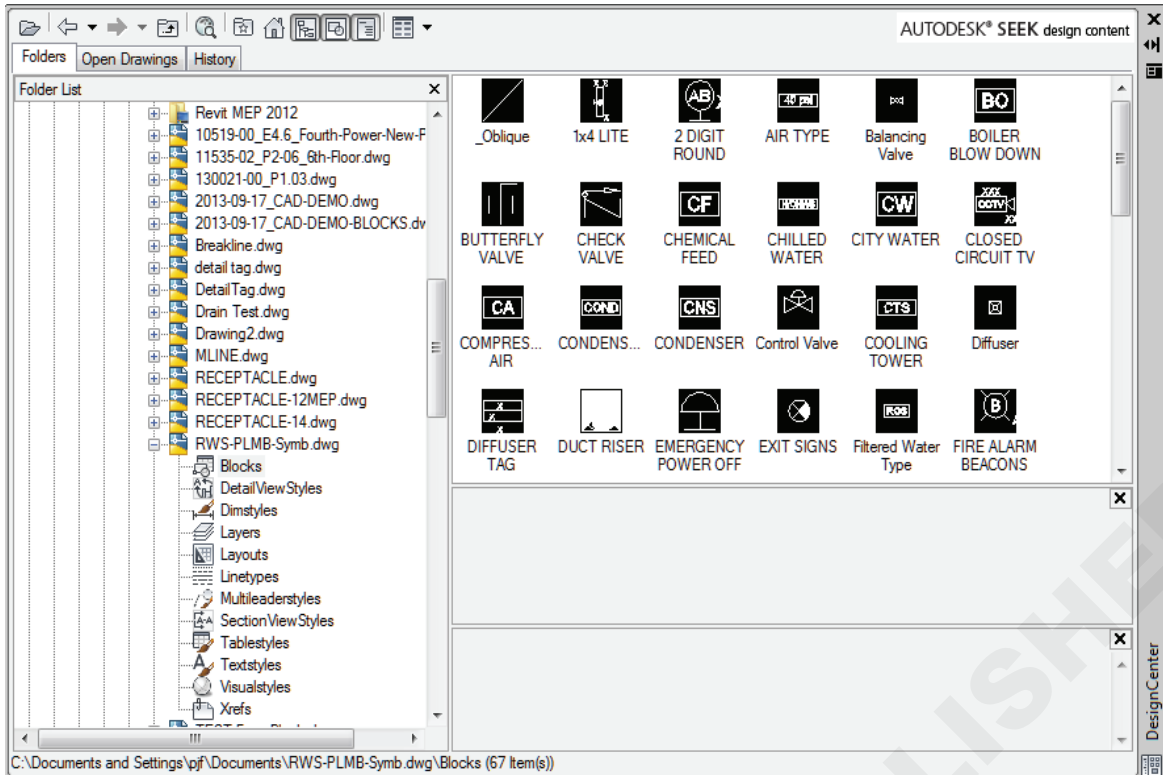 AUTODESK® SEEK design content
Folders
Open Drawings
History
Folder List
Revit MEP 2012
10519-00_E4.6_Fourth-Power-New-F
11535-02_P2-06_6th-Floor.dwg
130021-00_P1.03.dwg
2013-09-17_CAD-DEMO.dwg
2013-09-17_CAD-DEMO-BLOCKS.dw
Breakline.dwg
detail tag.dwg
DetailTag.dwg
Drain Test.dwg
Drawing2.dwg
MLINE.dwg
RECEPTACLE.dwg
RECEPTACLE-12MEP.dwg
RECEPTACLE-14.dwg
RWS-PLMB-Symb.dwg
Blocks
DetailViewStyles
Dimstyles
Layers
Layouts
Linetypes
Multileaderstyles
SectionViewStyles
Tablestyles
Textstyles
Visualstyles
Xrefs
AB
40 psi
BO
_Oblique
1x4 LITE
2 DIGIT
ROUND
AIR TYPE
Balancing
Valve
BOILER
BLOW DOWN
CF
CW
XXX
CCTV
XX
BUTTERFLY
VALVE
CHECK
VALVE
CHEMICAL
FEED
CHILLED
WATER
CITY WATER
CLOSED
CIRCUIT TV
CA
COND
CNS
CTS
COMPRES...
AIR
CONDENS...
CONDENSER
Control Valve
COOLING
TOWER
Diffuser
X
X
X
ROS
B
DIFFUSER
TAG
DUCT RISER
EMERGENCY
POWER OFF
EXIT SIGNS
Filtered Water
Type
FIRE ALARM
BEACONS
DesignCenter
C:\Documents and Settings\pjf\Documents\RWS-PLMB-Symb.dwg\Blocks (67 Item(s))